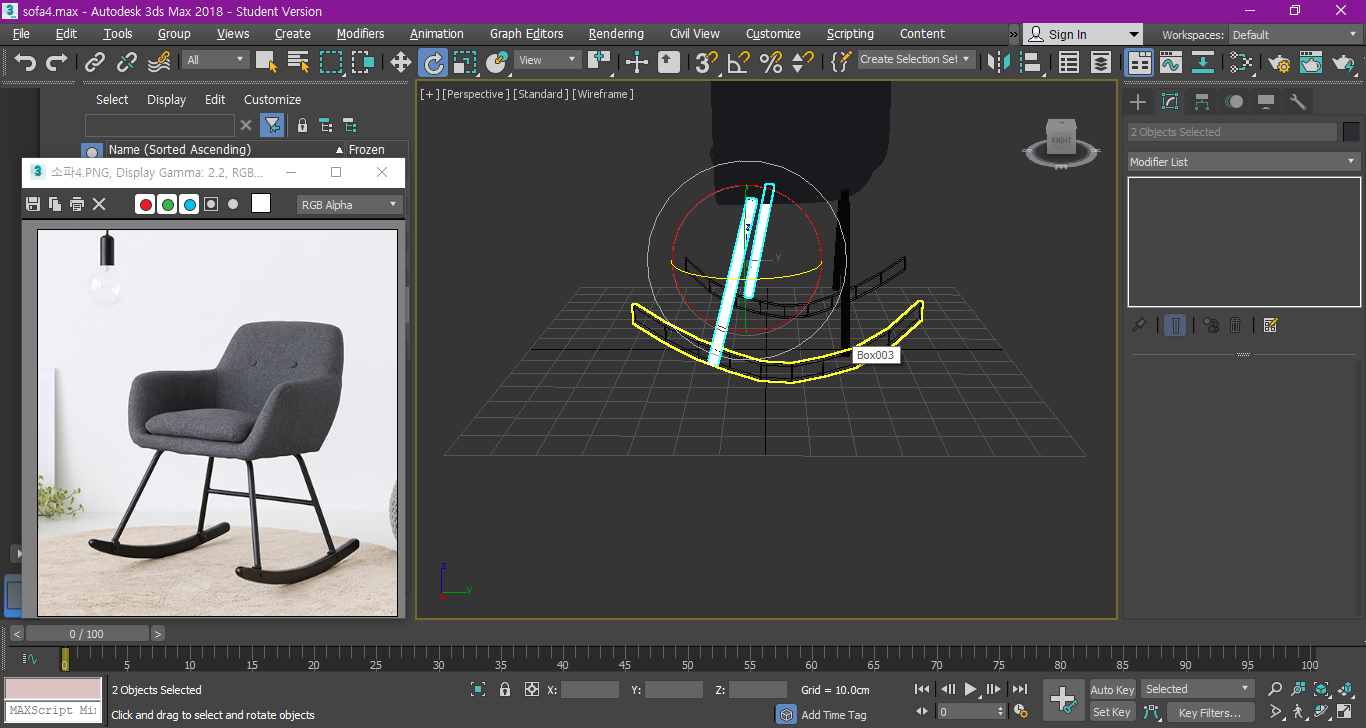 sofa4.max - Autodesk 3ds Max 2018 - Student Version
File Edit Tools Group Views Create Modifiers Animation Graph Editors Rendering Civil View Customize Scripting Content » Sign In Workspaces: Default
All View Create Selection Set
Select Display Edit Customize
[+] [Perspective] [Standard] [Wireframe]
Name (Sorted Ascending) Frozen
소파4.PNG, Display Gamma: 2.2, RGB...
RGB Alpha
RIGHT
2 Objects Selected
Modifier List
z
y
Box003
z
y
0 / 100
0 5 10 15 20 25 30 35 40 45 50 55 60 65 70 75 80 85 90 95 100
2 Objects Selected X: Y: Z: Grid = 10.0cm Auto Key Selected
MAXScript Mi
Click and drag to select and rotate objects Add Time Tag 0 Set Key Key Filters...